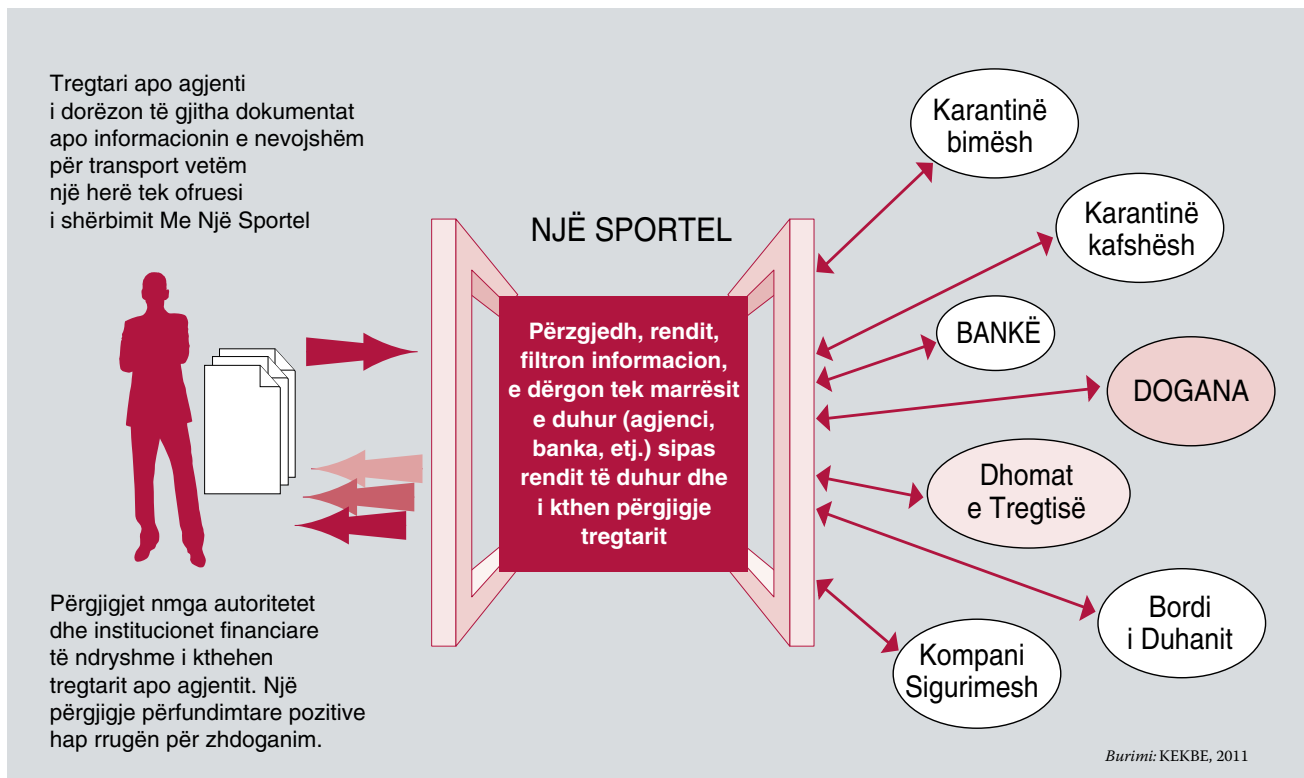 Tregtari apo agjenti
i dorëzon të gjitha dokumentat
apo informacionin e nevojshëm
për transport vetëm
një herë tek ofruesi
i shërbimit Me Një Sportel
NJË SPORTEL
Përzgjedh, rendit,
filtron informacion,
e dërgon tek marrësit
e duhur (agjenci,
banka, etj.) sipas
rendit të duhur dhe
i kthen përgjigje
tregtarit
Karantinë
bimësh
Karantinë
kafshësh
BANKË
DOGANA
Dhomat
e Tregtisë
Bordi
i Duhanit
Kompani
Sigurimesh
Përgjigjet nmga autoritetet
dhe institucionet financiare
të ndryshme i kthehen
tregtarit apo agjentit. Një
përgjigje përfundimtare pozitive
hap rrugën për zhdoganim.
Burimi: KEKBE, 2011